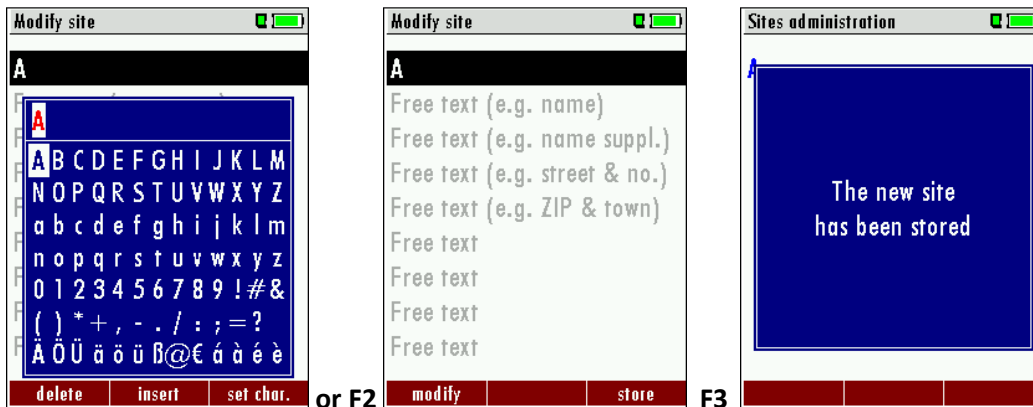 Modify site
A
A
A B C D E F G H I J K L M
N O P Q R S T U V W X Y Z
a b c d e f g h i j k l m
n o p q r s t u v w x y z
0 1 2 3 4 5 6 7 8 9 ! # &
( ) * + , - . / : ; = ?
Ä Ö Ü ä ö ü ß @ € á à é è
delete insert set char.
or F2
Modify site
A
Free text (e.g. name)
Free text (e.g. name suppl.)
Free text (e.g. street & no.)
Free text (e.g. ZIP & town)
Free text
Free text
Free text
Free text
modify store
F3
Sites administration
A
The new site
has been stored